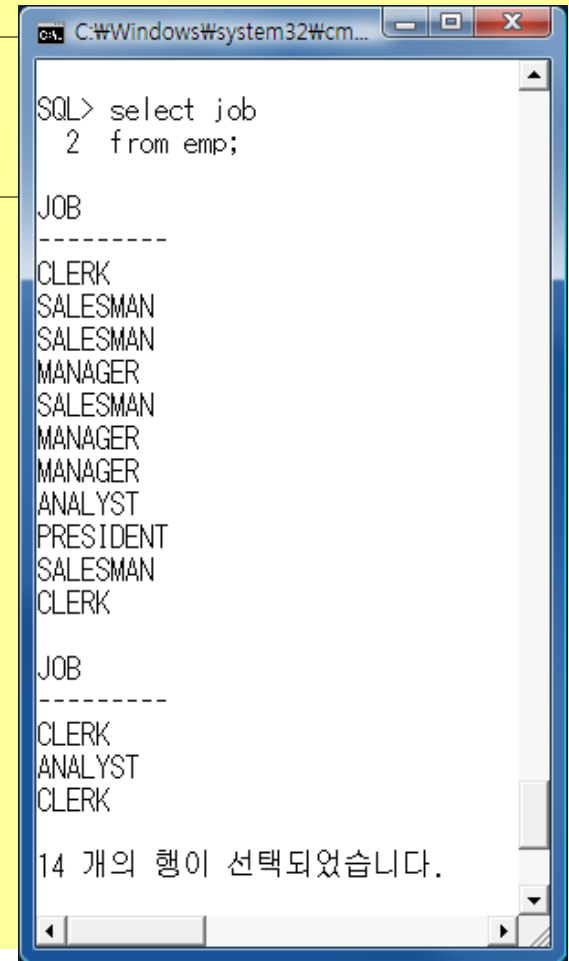 C:₩Windows₩system32₩cm...
SQL> select job
2 from emp;
JOB
---------
CLERK
SALESMAN
SALESMAN
MANAGER
SALESMAN
MANAGER
MANAGER
ANALYST
PRESIDENT
SALESMAN
CLERK
JOB
---------
CLERK
ANALYST
CLERK
14 개의 행이 선택되었습니다.